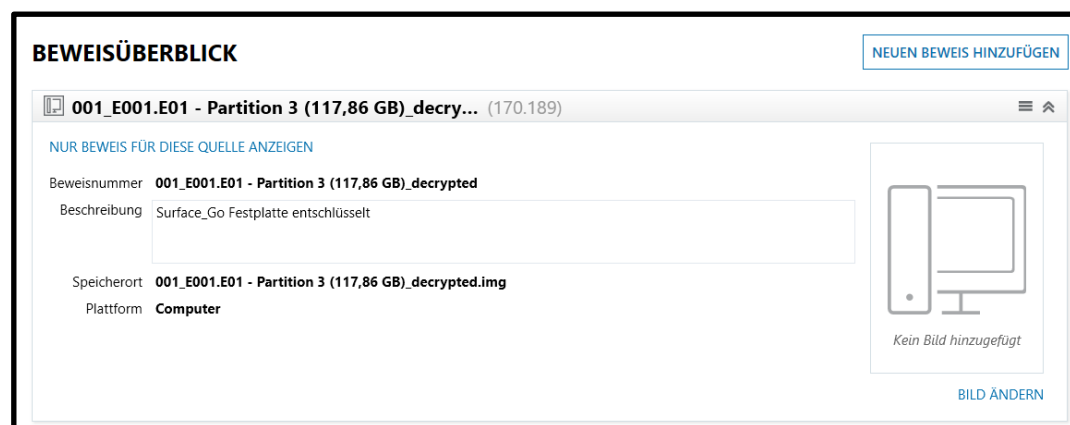 BEWEISÜBERBLICK
NEUEN BEWEIS HINZUFÜGEN
001_E001.E01 - Partition 3 (117,86 GB)_decry... (170.189)
NUR BEWEIS FÜR DIESE QUELLE ANZEIGEN
Beweisnummer 001_E001.E01 - Partition 3 (117,86 GB)_decrypted
Beschreibung Surface_Go Festplatte entschlüsselt
Speicherort 001_E001.E01 - Partition 3 (117,86 GB)_decrypted.img
Plattform Computer
Kein Bild hinzugefügt
BILD ÄNDERN